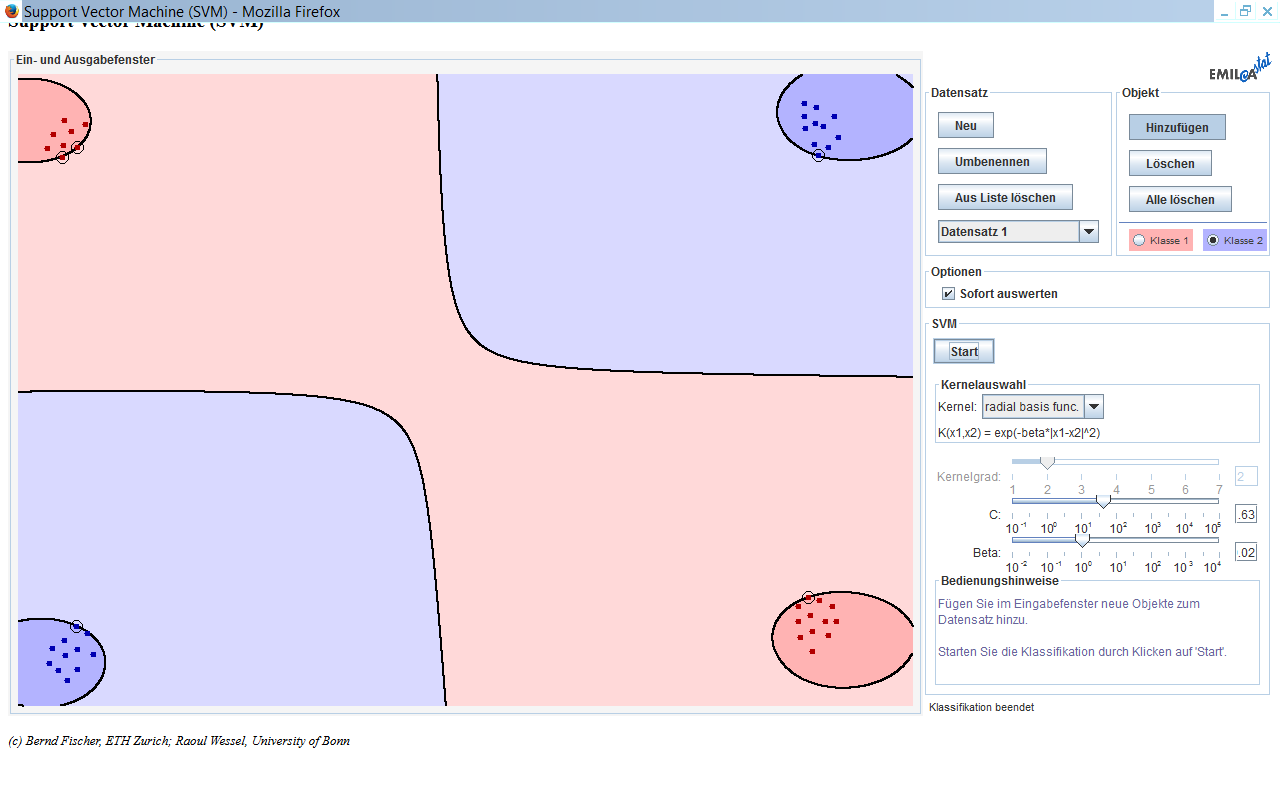 Support Vector Machine (SVM) - Mozilla Firefox
Support Vector Machine (SVM)
Ein- und Ausgabefenster
EMILeA stat
Datensatz
Neu
Umbenennen
Aus Liste löschen
Datensatz 1
Objekt
Hinzufügen
Löschen
Alle löschen
Klasse 1
Klasse 2
Optionen
Sofort auswerten
SVM
Start
Kernelauswahl
Kernel: radial basis func.
K(x1,x2) = exp(-beta*|x1-x2|^2)
Kernelgrad: 2
1 2 3 4 5 6 7
C: .63
10^-1 10^0 10^1 10^2 10^3 10^4 10^5
Beta: .02
10^-2 10^-1 10^0 10^1 10^2 10^3 10^4
Bedienungshinweise
Fügen Sie im Eingabefenster neue Objekte zum
Datensatz hinzu.
Starten Sie die Klassifikation durch Klicken auf 'Start'.
Klassifikation beendet
(c) Bernd Fischer, ETH Zurich; Raoul Wessel, University of Bonn